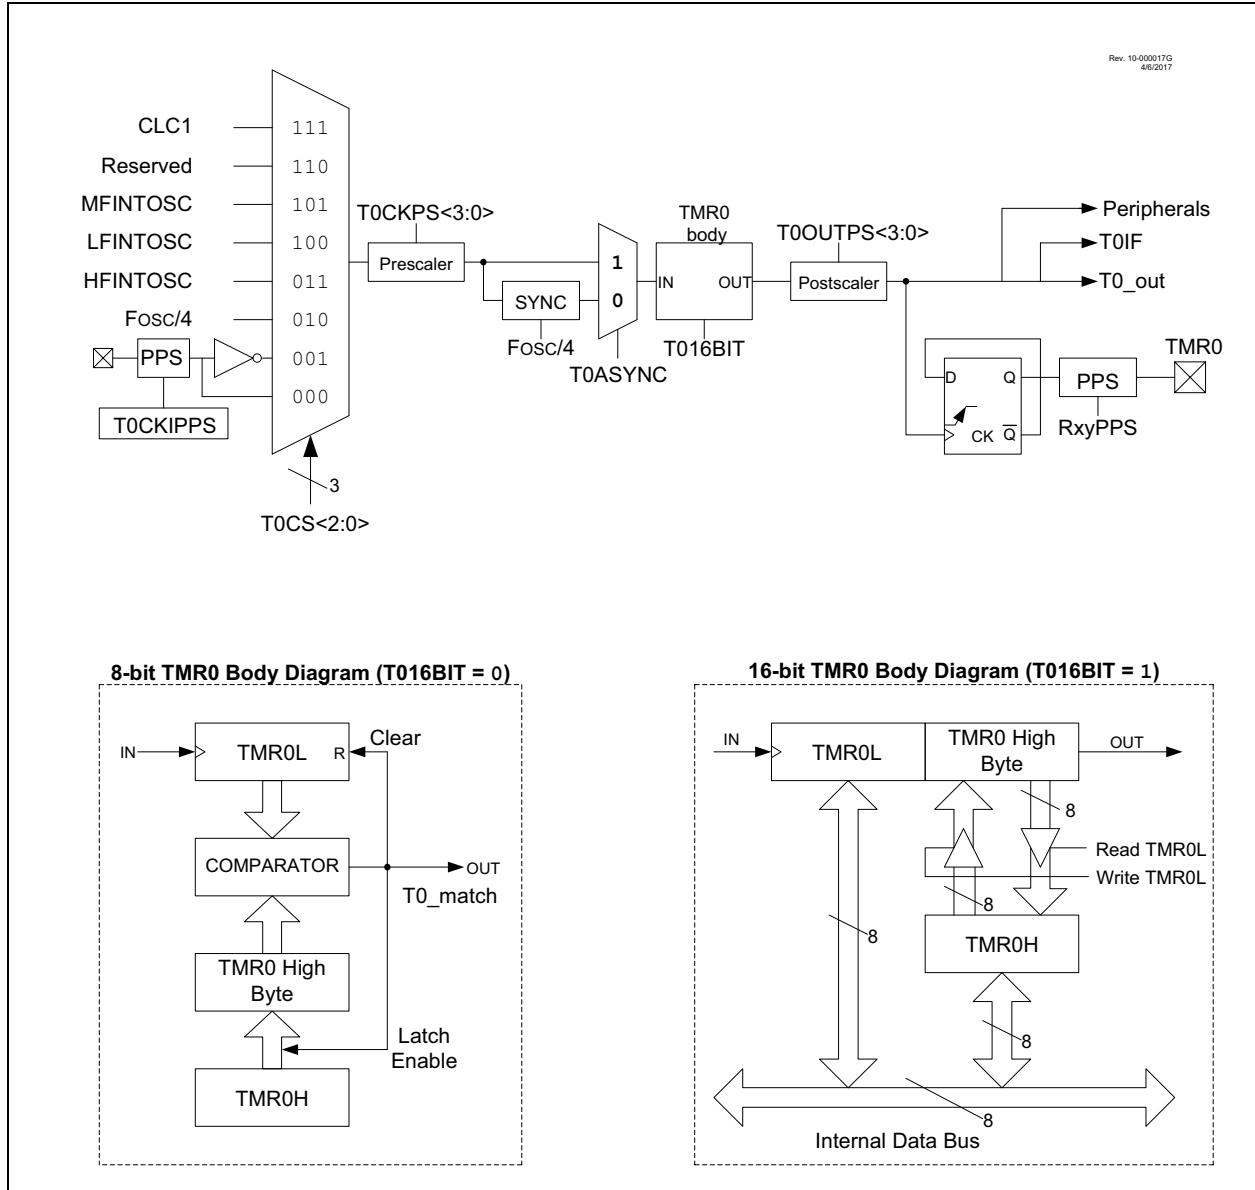 Rev. 10-000017G
4/6/2017
CLC1
111
Reserved
110
MFINTOSC
101
LFINTOSC
100
HFINTOSC
011
FOSC/4
010
PPS
001
000
T0CKIPPS
3
T0CS<2:0>
T0CKPS<3:0>
Prescaler
SYNC
FOSC/4
1
0
T0ASYNC
TMR0
body
IN
OUT
T016BIT
T0OUTPS<3:0>
Postscaler
Peripherals
T0IF
T0_out
D
Q
CK
Q
PPS
RxyPPS
TMR0
8-bit TMR0 Body Diagram (T016BIT = 0)
IN
TMR0L
R
Clear
COMPARATOR
OUT
T0_match
TMR0 High
Byte
Latch
Enable
TMR0H
16-bit TMR0 Body Diagram (T016BIT = 1)
IN
TMR0L
TMR0 High
Byte
OUT
8
Read TMR0L
Write TMR0L
8
8
TMR0H
8
8
Internal Data Bus